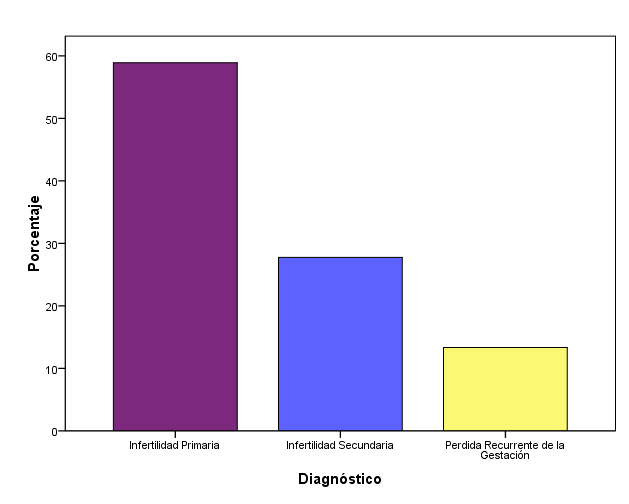 Porcentaje
60
50
40
30
20
10
0
Infertilidad Primaria
Infertilidad Secundaria
Perdida Recurrente de la
Gestación
Diagnóstico